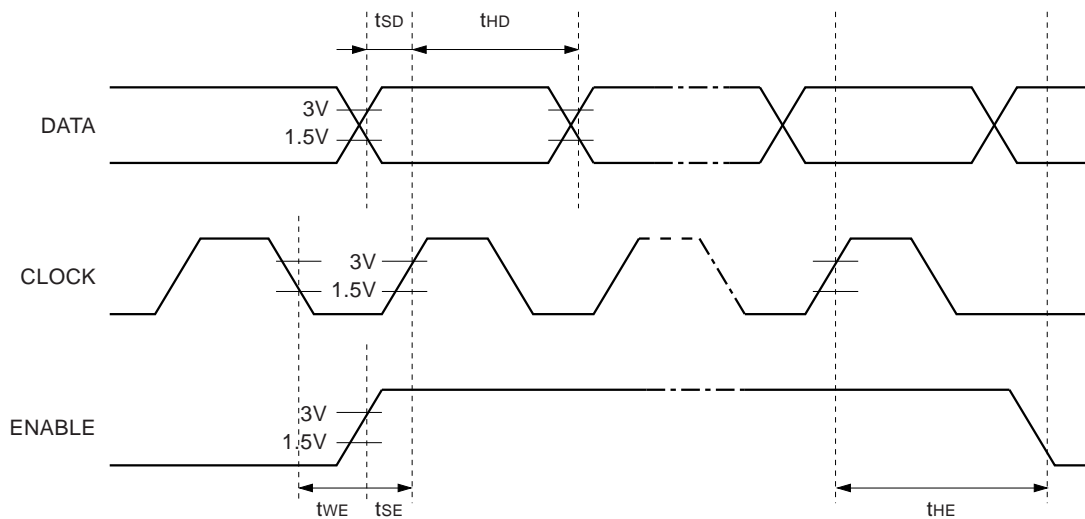 tSD tHD
3V
DATA
1.5V
3V
CLOCK
1.5V
3V
ENABLE
1.5V
tWE tSE tHE